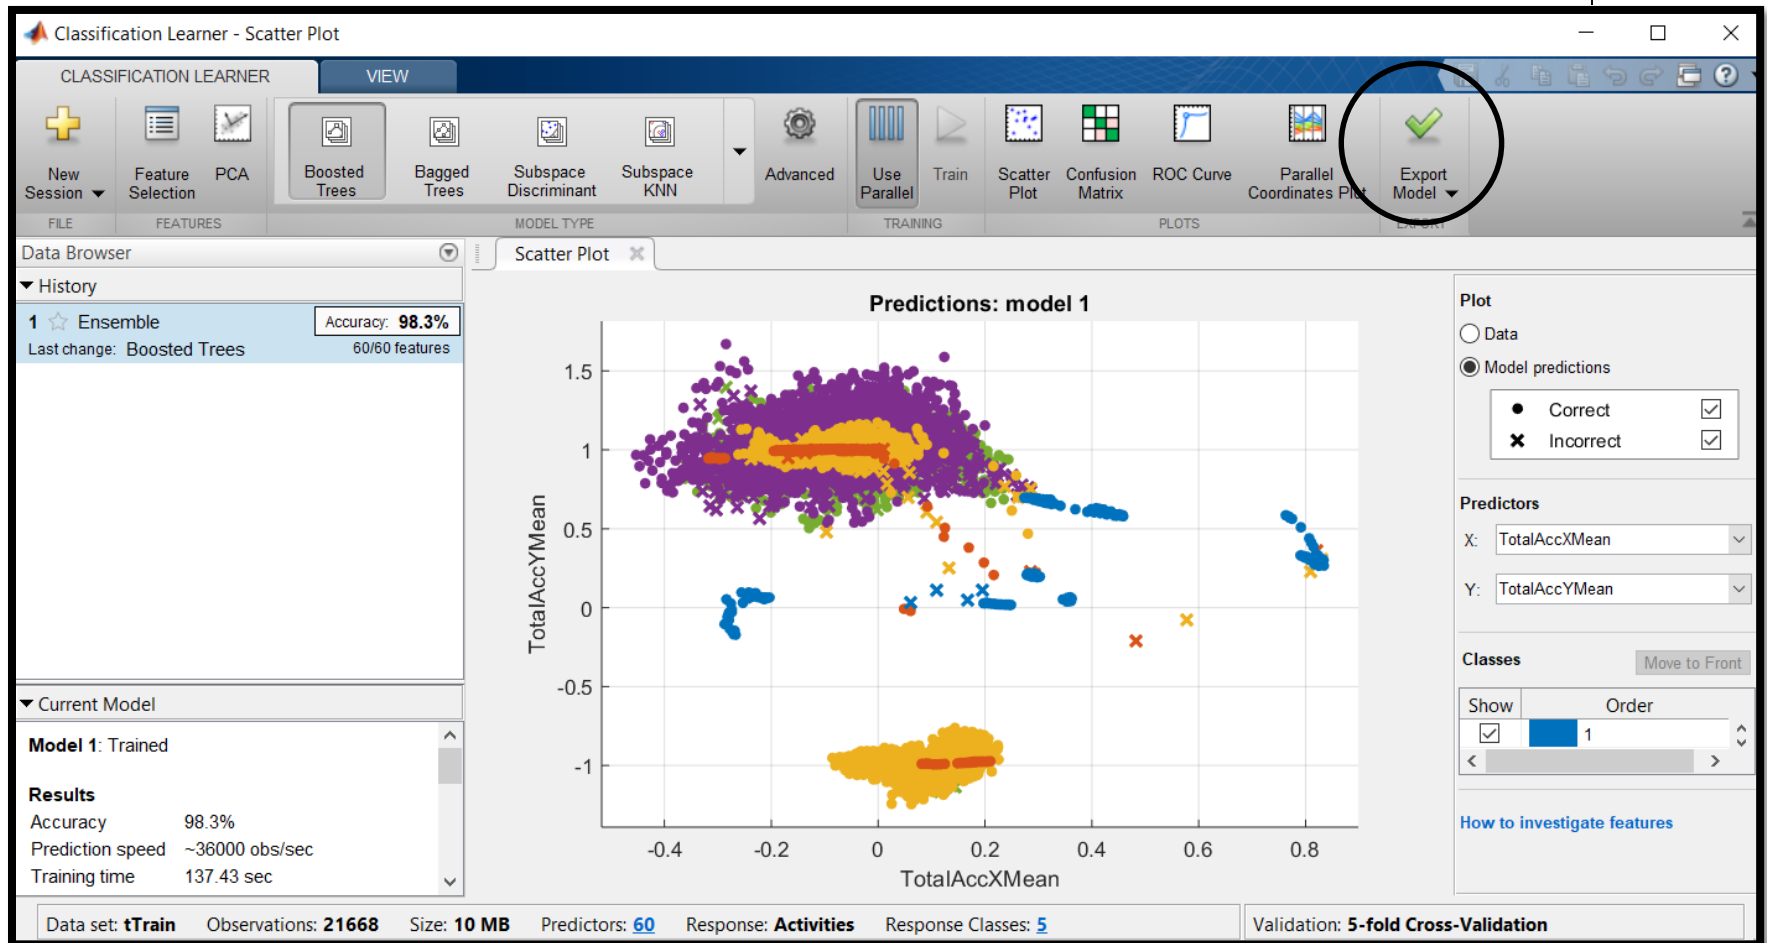 Classification Learner - Scatter Plot
CLASSIFICATION LEARNER
VIEW
New Session
Feature Selection
PCA
Boosted Trees
Bagged Trees
Subspace Discriminant
Subspace KNN
Advanced
Use Parallel
Train
Scatter Plot
Confusion Matrix
ROC Curve
Parallel Coordinates Plot
Export Model
FILE
FEATURES
MODEL TYPE
TRAINING
PLOTS
EXPORT
Data Browser
History
1 Ensemble
Accuracy: 98.3%
Last change: Boosted Trees
60/60 features
Current Model
Model 1: Trained
Results
Accuracy 98.3%
Prediction speed ~36000 obs/sec
Training time 137.43 sec
Scatter Plot
Predictions: model 1
1.5
1
0.5
0
-0.5
-1
TotalAccYMean
-0.4 -0.2 0 0.2 0.4 0.6 0.8
TotalAccXMean
Plot
Data
Model predictions
Correct
Incorrect
Predictors
X: TotalAccXMean
Y: TotalAccYMean
Classes
Move to Front
Show Order
1
How to investigate features
Data set: tTrain Observations: 21668 Size: 10 MB Predictors: 60 Response: Activities Response Classes: 5
Validation: 5-fold Cross-Validation